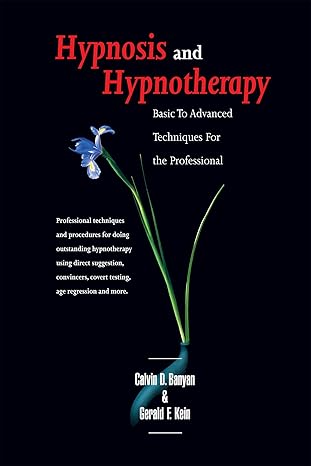 Hypnosis and
Hypnotherapy
Basic To Advanced
Techniques For
the Professional
Professional techniques
and procedures for doing
outstanding hypnotherapy
using direct suggestion,
convincers, covert testing,
age regression and more.
Calvin D. Banyan
&
Gerald F. Kein